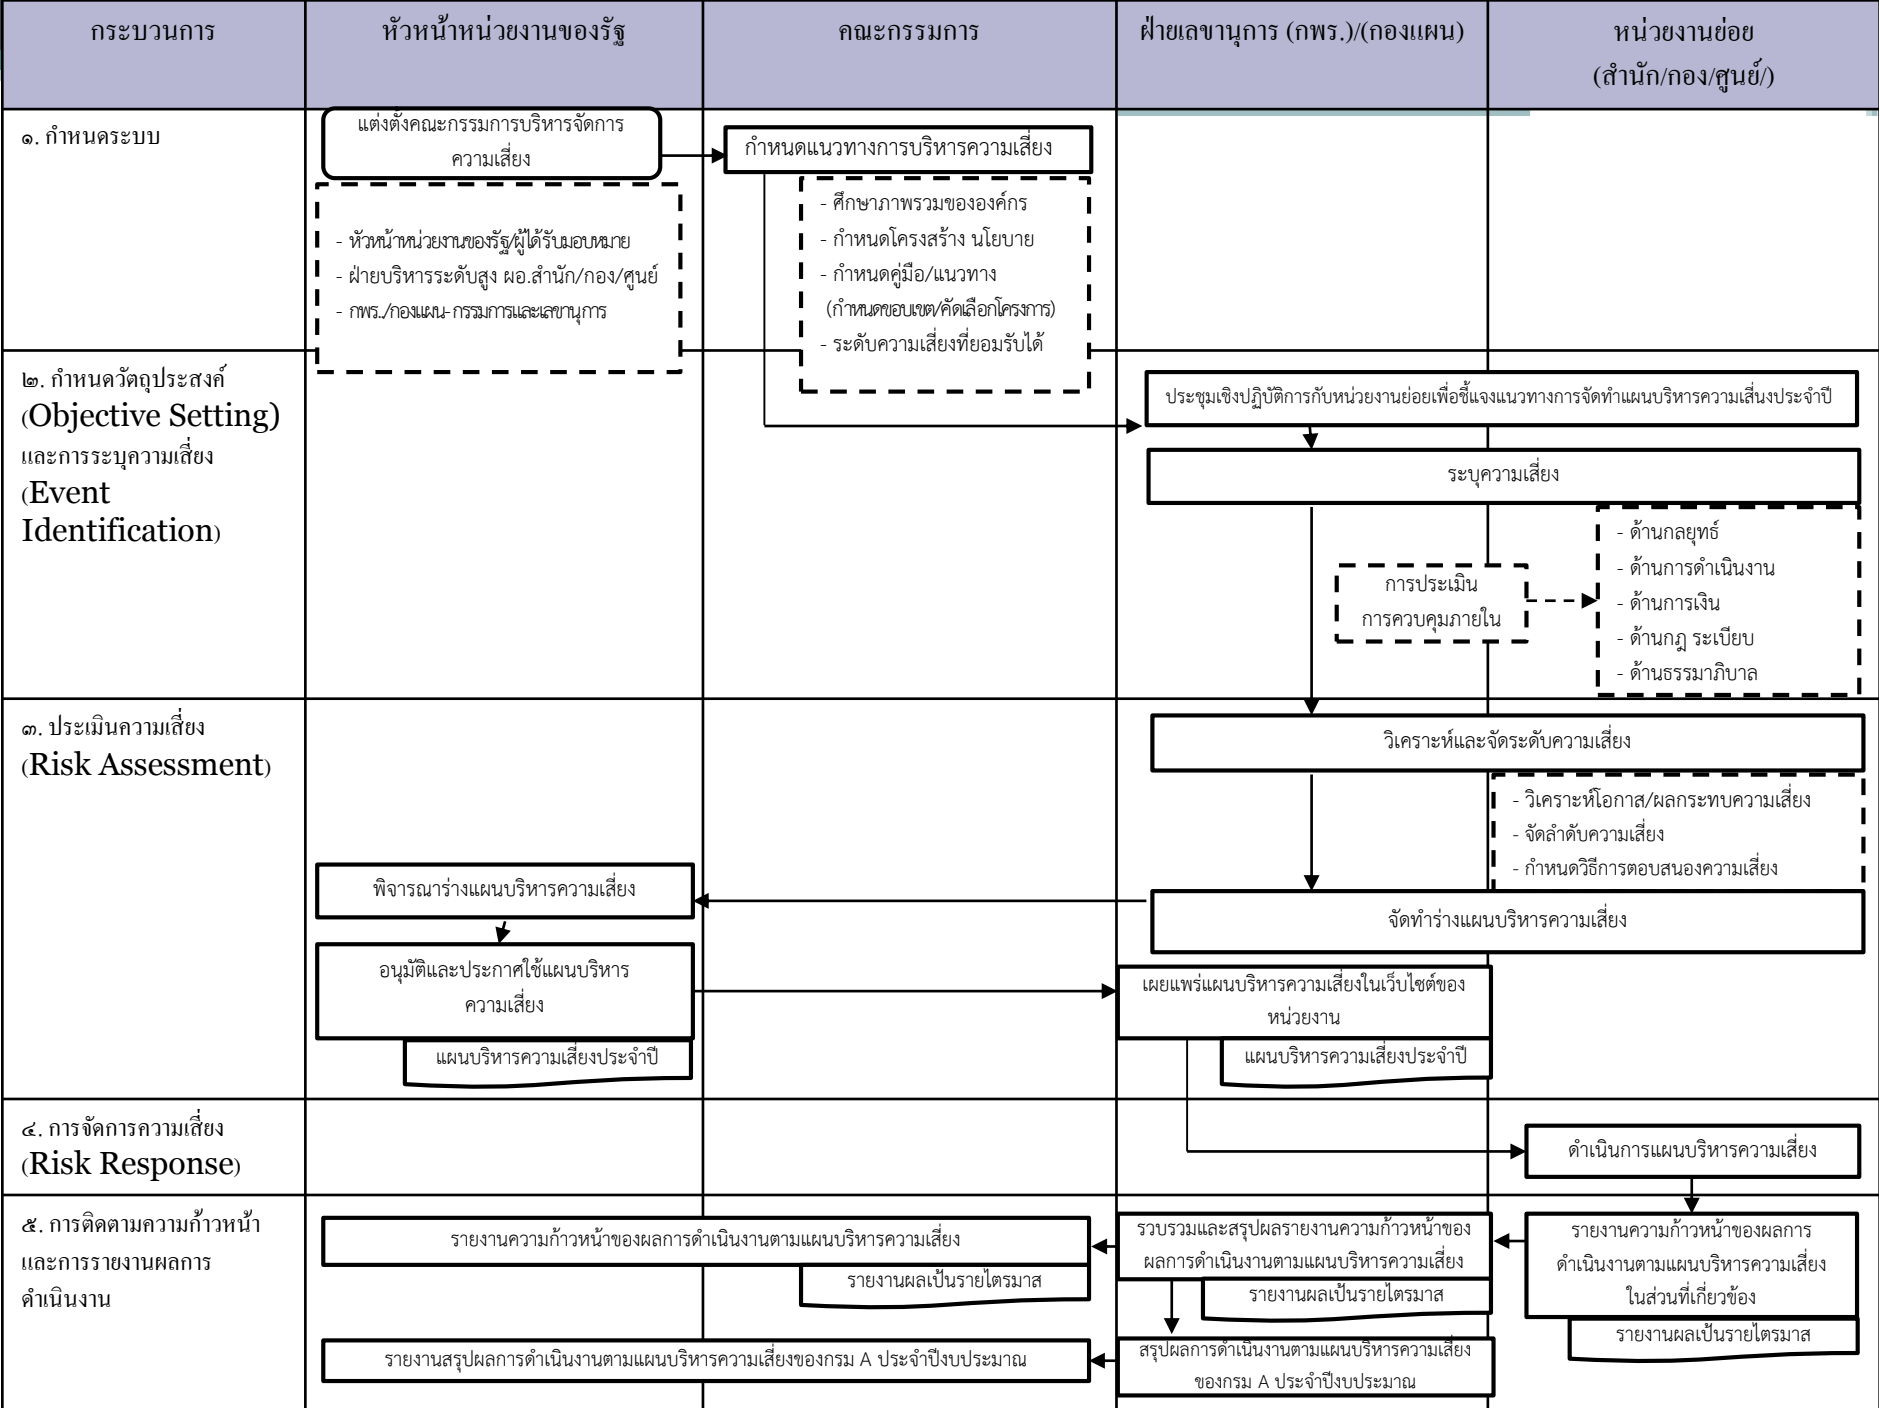 กระบวนการ
หัวหน้าหน่วยงานของรัฐ
คณะกรรมการ
ฝ่ายเลขานุการ (กพร.)/(กองแผน)
หน่วยงานย่อย
(สำนัก/กอง/ศูนย์/)
๑. กำหนดระบบ
แต่งตั้งคณะกรรมการบริหารจัดการ
ความเสี่ยง
- หัวหน้าหน่วยงานของรัฐ/ผู้ได้รับมอบหมาย
- ฝ่ายบริหารระดับสูง ผอ.สำนัก/กอง/ศูนย์
- กพร./กองแผน- กรรมการและเลขานุการ
กำหนดแนวทางการบริหารความเสี่ยง
- ศึกษาภาพรวมขององค์กร
- กำหนดโครงสร้าง นโยบาย
- กำหนดคู่มือ/แนวทาง
(กำหนดขอบเขต/คัดเลือกโครงการ)
- ระดับความเสี่ยงที่ยอมรับได้
๒. กำหนดวัตถุประสงค์
(Objective Setting)
และการระบุความเสี่ยง
(Event
Identification)
ประชุมเชิงปฏิบัติการกับหน่วยงานย่อยเพื่อชี้แจงแนวทางการจัดทำแผนบริหารความเสี่นงประจำปี
ระบุความเสี่ยง
การประเมิน
การควบคุมภายใน
- ด้านกลยุทธ์
- ด้านการดำเนินงาน
- ด้านการเงิน
- ด้านกฎ ระเบียบ
- ด้านธรรมาภิบาล
๓. ประเมินความเสี่ยง
(Risk Assessment)
วิเคราะห์และจัดระดับความเสี่ยง
- วิเคราะห์โอกาส/ผลกระทบความเสี่ยง
- จัดลำดับความเสี่ยง
- กำหนดวิธีการตอบสนองความเสี่ยง
จัดทำร่างแผนบริหารความเสี่ยง
พิจารณาร่างแผนบริหารความเสี่ยง
อนุมัติและประกาศใช้แผนบริหาร
ความเสี่ยง
แผนบริหารความเสี่ยงประจำปี
เผยแพร่แผนบริหารความเสี่ยงในเว็บไซต์ของ
หน่วยงาน
แผนบริหารความเสี่ยงประจำปี
๔. การจัดการความเสี่ยง
(Risk Response)
ดำเนินการแผนบริหารความเสี่ยง
๕. การติดตามความก้าวหน้า
และการรายงานผลการ
ดำเนินงาน
รายงานความก้าวหน้าของผลการดำเนินงานตามแผนบริหารความเสี่ยง
รายงานผลเป็นรายไตรมาส
รวบรวมและสรุปผลรายงานความก้าวหน้าของ
ผลการดำเนินงานตามแผนบริหารความเสี่ยง
รายงานผลเป็นรายไตรมาส
รายงานความก้าวหน้าของผลการ
ดำเนินงานตามแผนบริหารความเสี่ยง
ในส่วนที่เกี่ยวข้อง
รายงานผลเป็นรายไตรมาส
รายงานสรุปผลการดำเนินงานตามแผนบริหารความเสี่ยงของกรม A ประจำปีงบประมาณ
สรุปผลการดำเนินงานตามแผนบริหารความเสี่ยง
ของกรม A ประจำปีงบประมาณ